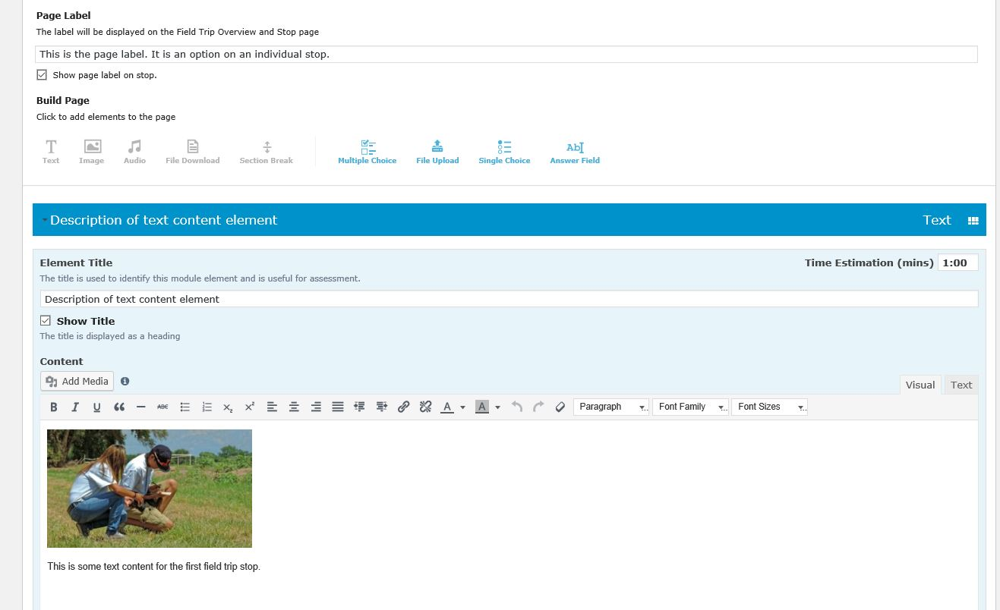 Page Label
The label will be displayed on the Field Trip Overview and Stop page
This is the page label. It is an option on an individual stop.
Show page label on stop.
Build Page
Click to add elements to the page
T Ab
Text Image Audio File Download Section Break Multiple Choice File Upload Single Choice Answer Field
Description of text content element Text
Element Title Time Estimation (mins) 1:00
The title is used to identify this module element and is useful for assessment.
Description of text content element
Show Title
The title is displayed as a heading
Content
Add Media i Visual Text
B I U ABC X2 X2 A A Paragraph Font Family Font Sizes
This is some text content for the first field trip stop.